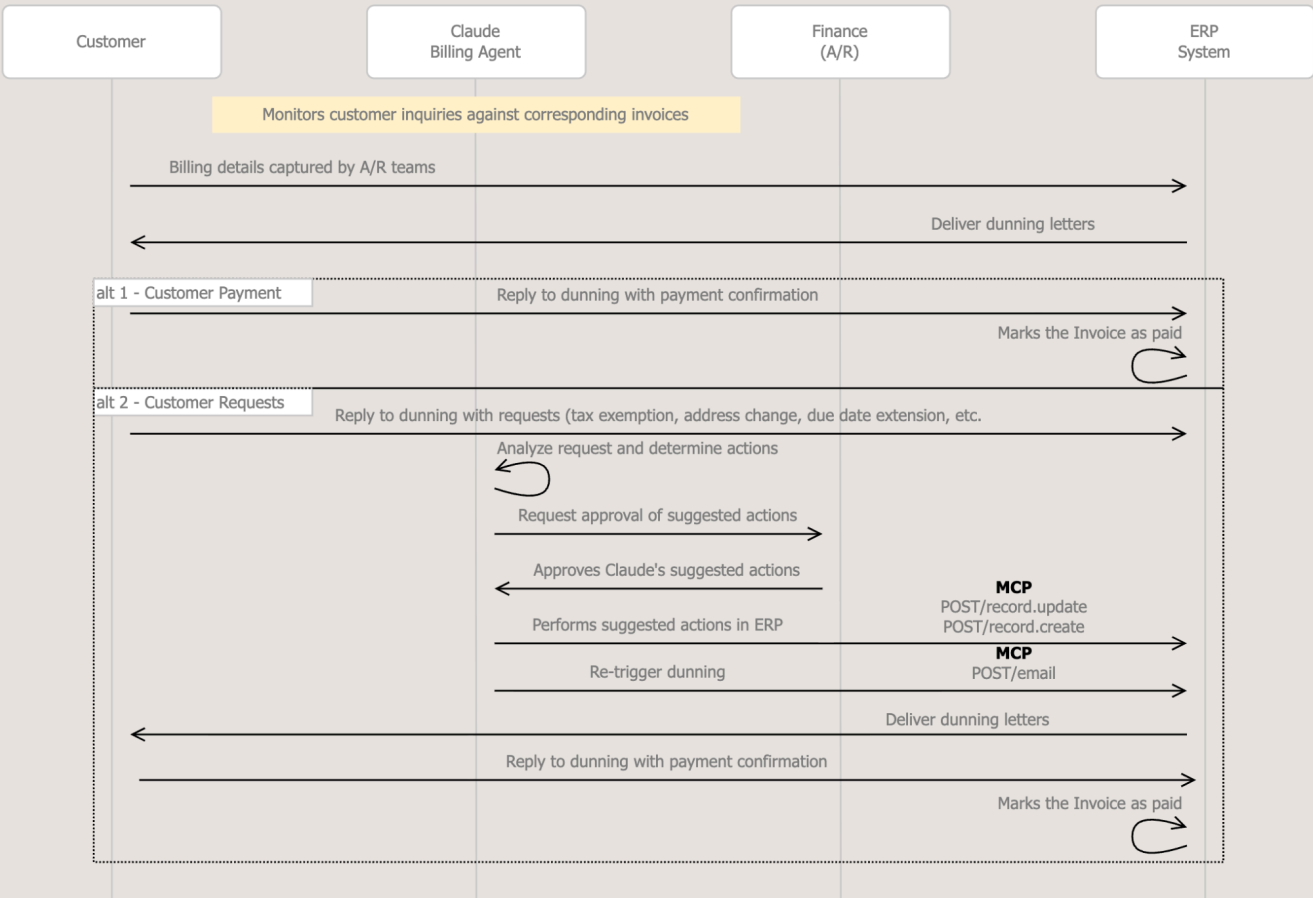 Customer
Claude
Billing Agent
Finance
(A/R)
ERP
System
Monitors customer inquiries against corresponding invoices
Billing details captured by A/R teams
Deliver dunning letters
alt 1 - Customer Payment
Reply to dunning with payment confirmation
Marks the Invoice as paid
alt 2 - Customer Requests
Reply to dunning with requests (tax exemption, address change, due date extension, etc.
Analyze request and determine actions
Request approval of suggested actions
Approves Claude's suggested actions
MCP
POST/record.update
POST/record.create
Performs suggested actions in ERP
MCP
POST/email
Re-trigger dunning
Deliver dunning letters
Reply to dunning with payment confirmation
Marks the Invoice as paid